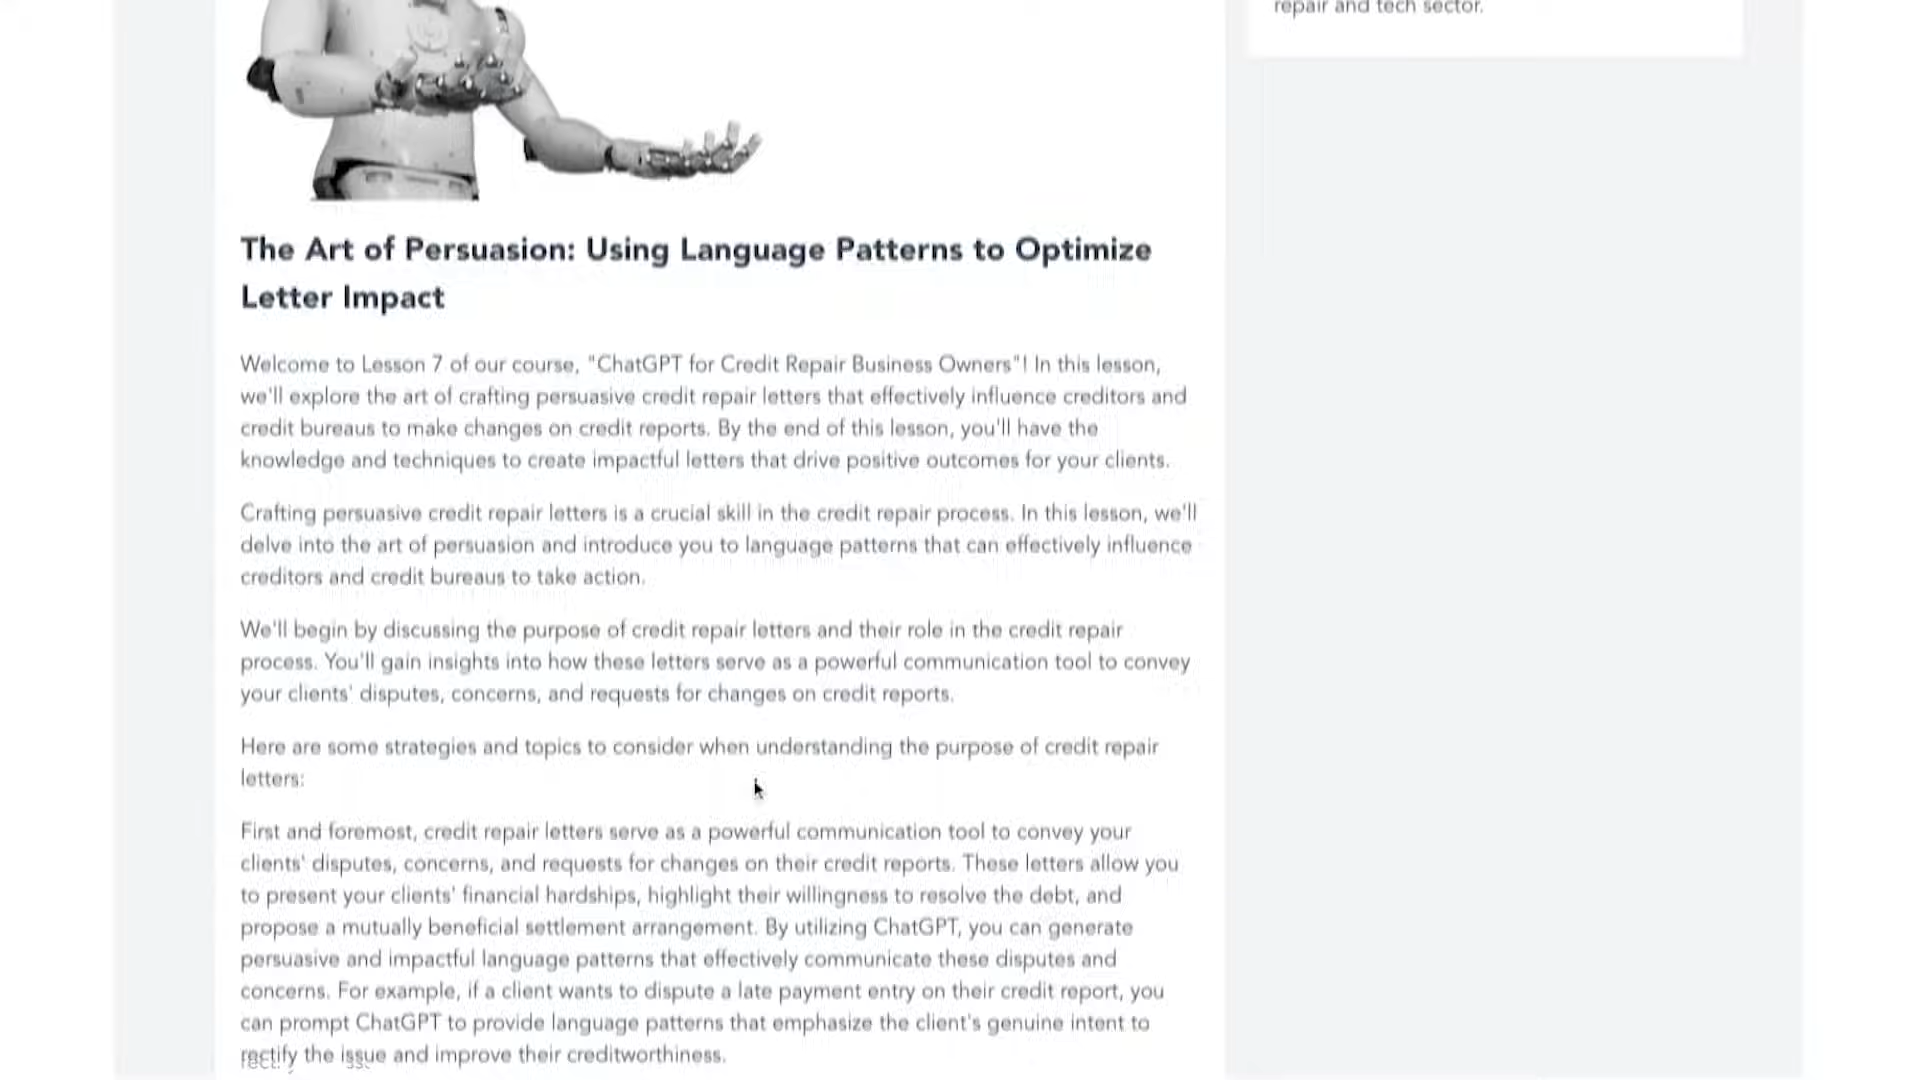 repair and tech sector.
The Art of Persuasion: Using Language Patterns to Optimize
Letter Impact
Welcome to Lesson 7 of our course, "ChatGPT for Credit Repair Business Owners"! In this lesson,
we'll explore the art of crafting persuasive credit repair letters that effectively influence creditors and
credit bureaus to make changes on credit reports. By the end of this lesson, you'll have the
knowledge and techniques to create impactful letters that drive positive outcomes for your clients.
Crafting persuasive credit repair letters is a crucial skill in the credit repair process. In this lesson, we'll
delve into the art of persuasion and introduce you to language patterns that can effectively influence
creditors and credit bureaus to take action.
We'll begin by discussing the purpose of credit repair letters and their role in the credit repair
process. You'll gain insights into how these letters serve as a powerful communication tool to convey
your clients' disputes, concerns, and requests for changes on credit reports.
Here are some strategies and topics to consider when understanding the purpose of credit repair
letters:
First and foremost, credit repair letters serve as a powerful communication tool to convey your
clients' disputes, concerns, and requests for changes on their credit reports. These letters allow you
to present your clients' financial hardships, highlight their willingness to resolve the debt, and
propose a mutually beneficial settlement arrangement. By utilizing ChatGPT, you can generate
persuasive and impactful language patterns that effectively communicate these disputes and
concerns. For example, if a client wants to dispute a late payment entry on their credit report, you
can prompt ChatGPT to provide language patterns that emphasize the client's genuine intent to
rectify the issue and improve their creditworthiness.